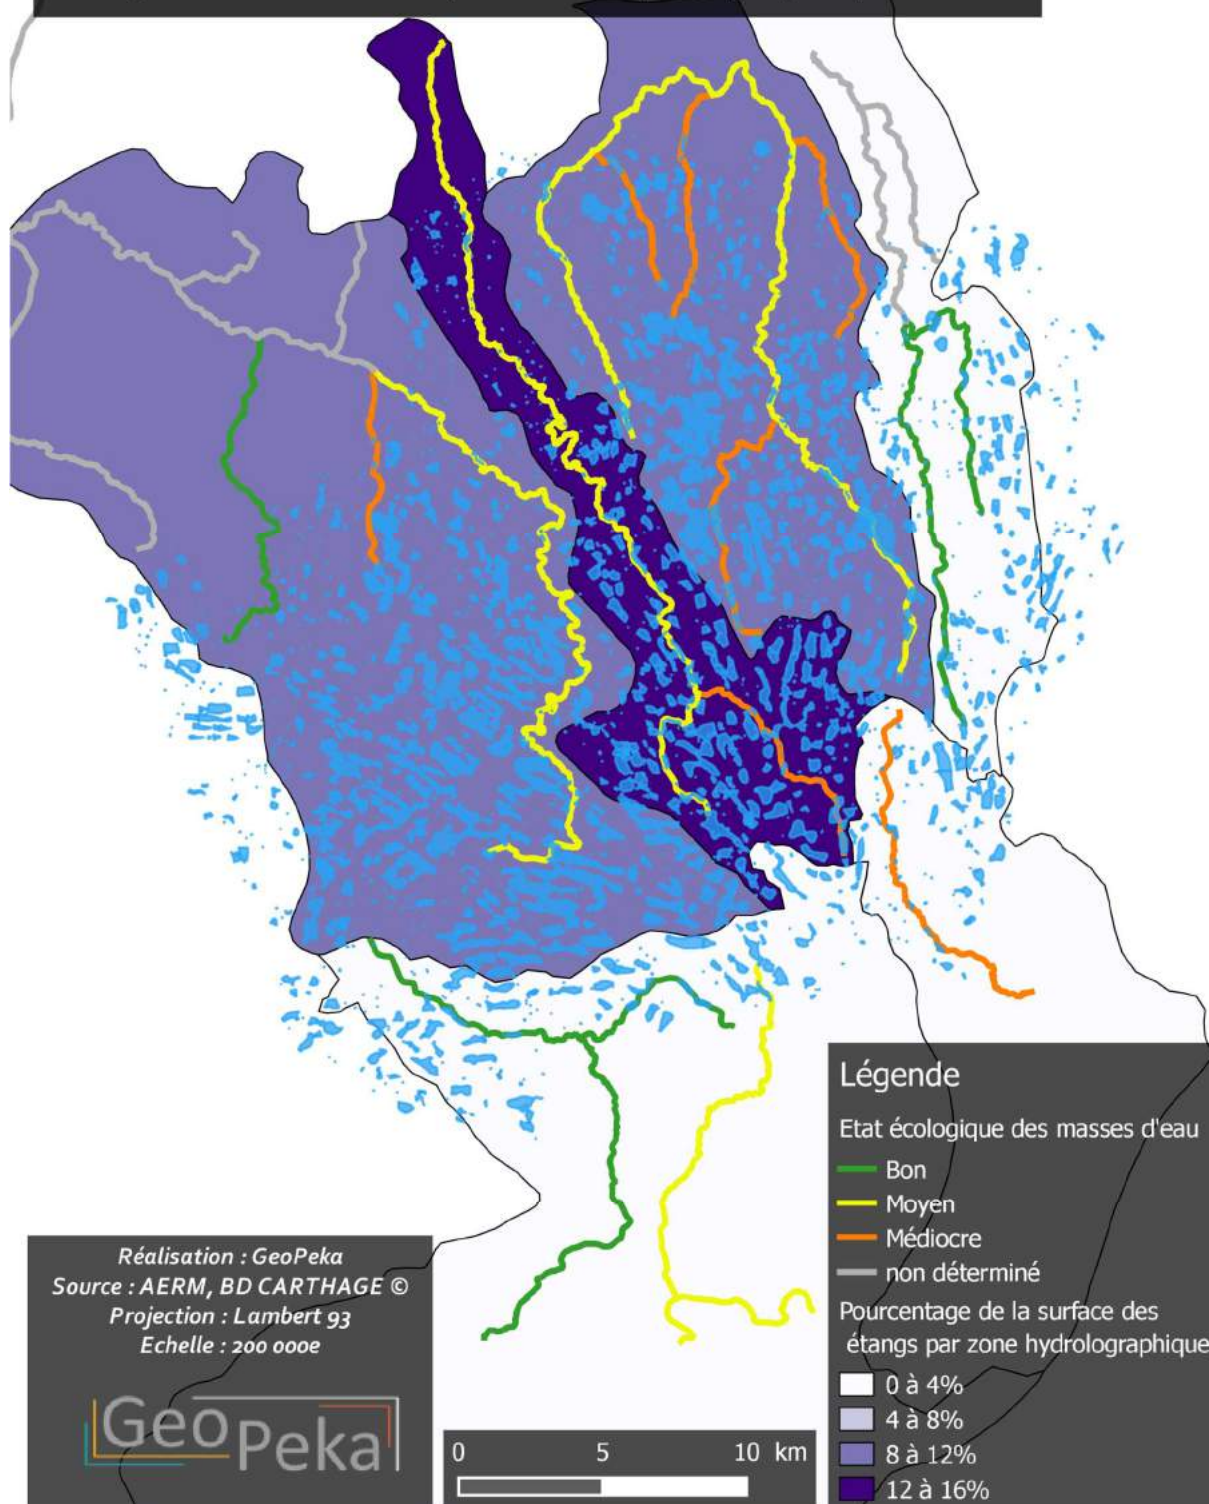 Légende
Etat écologique des masses d'eau
Bon
Moyen
Médiocre
non déterminé
Pourcentage de la surface des
étangs par zone hydrolographique
0 à 4%
4 à 8%
8 à 12%
12 à 16%
Réalisation : GeoPeka
Source : AERM, BD CARTHAGE ©
Projection : Lambert 93
Echelle : 200 000e
GeoPeka
0 5 10 km